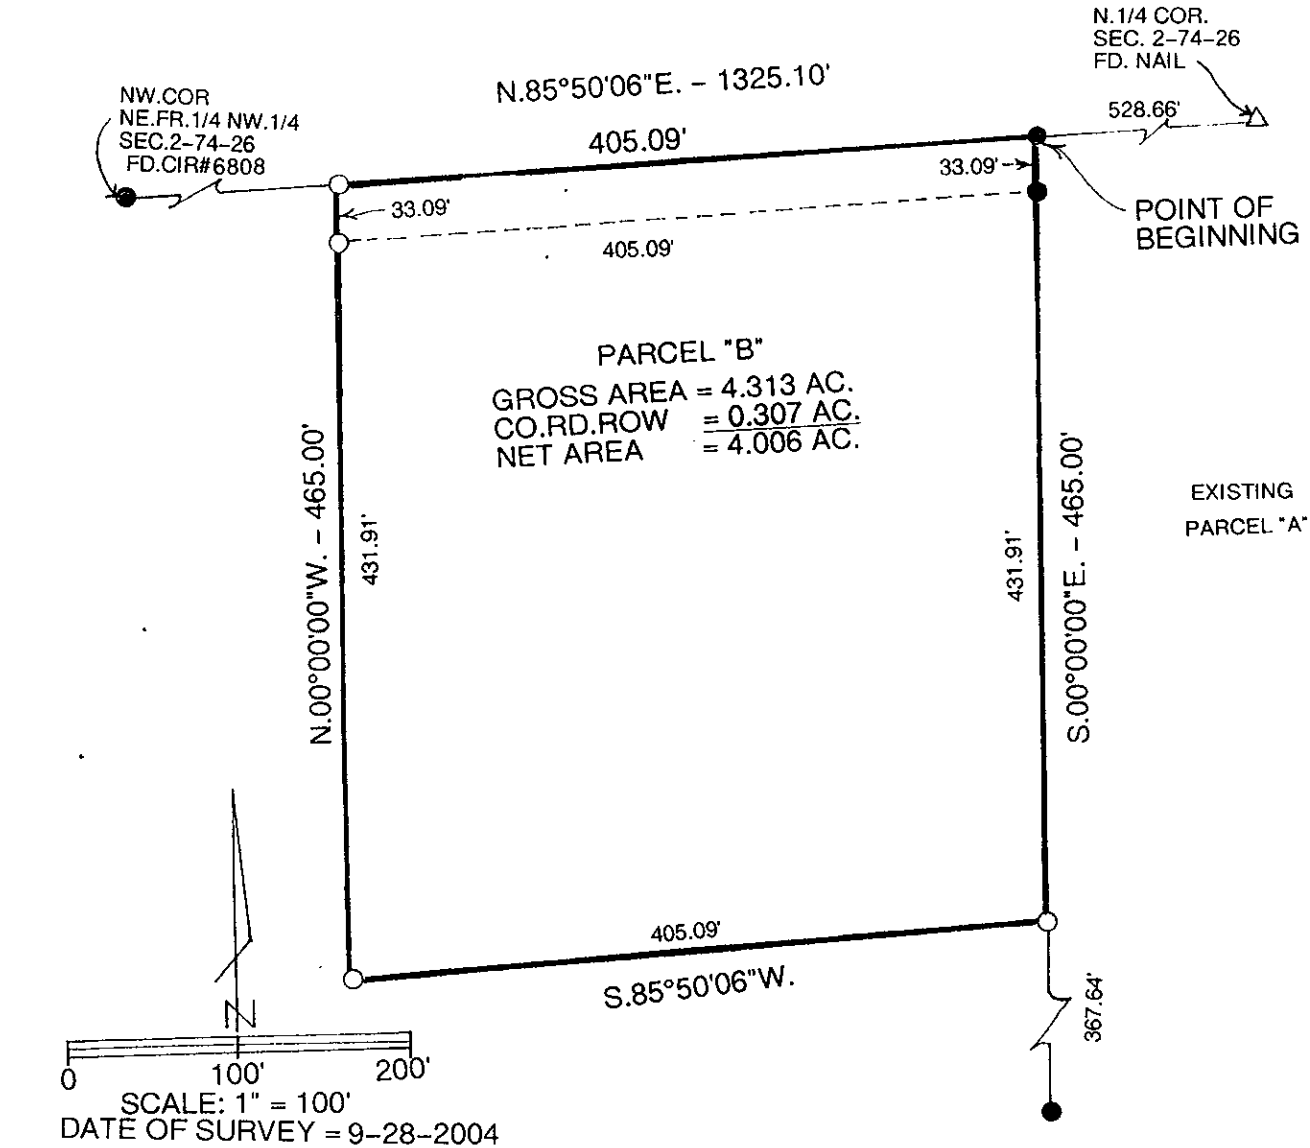 N.1/4 COR.
SEC. 2-74-26
FD. NAIL
528.66'
N.85°50'06"E. - 1325.10'
NW.COR
NE.FR.1/4 NW.1/4
SEC.2-74-26
FD.CIR#6808
405.09'
33.09'
33.09'
405.09'
POINT OF
BEGINNING
PARCEL "B"
GROSS AREA = 4.313 AC.
CO.RD.ROW = 0.307 AC.
NET AREA = 4.006 AC.
N.00°00'00"W. - 465.00'
431.91'
431.91'
S.00°00'00"E. - 465.00'
EXISTING
PARCEL "A"
405.09'
S.85°50'06"W.
367.64'
N
0 100' 200'
SCALE: 1" = 100'
DATE OF SURVEY = 9-28-2004